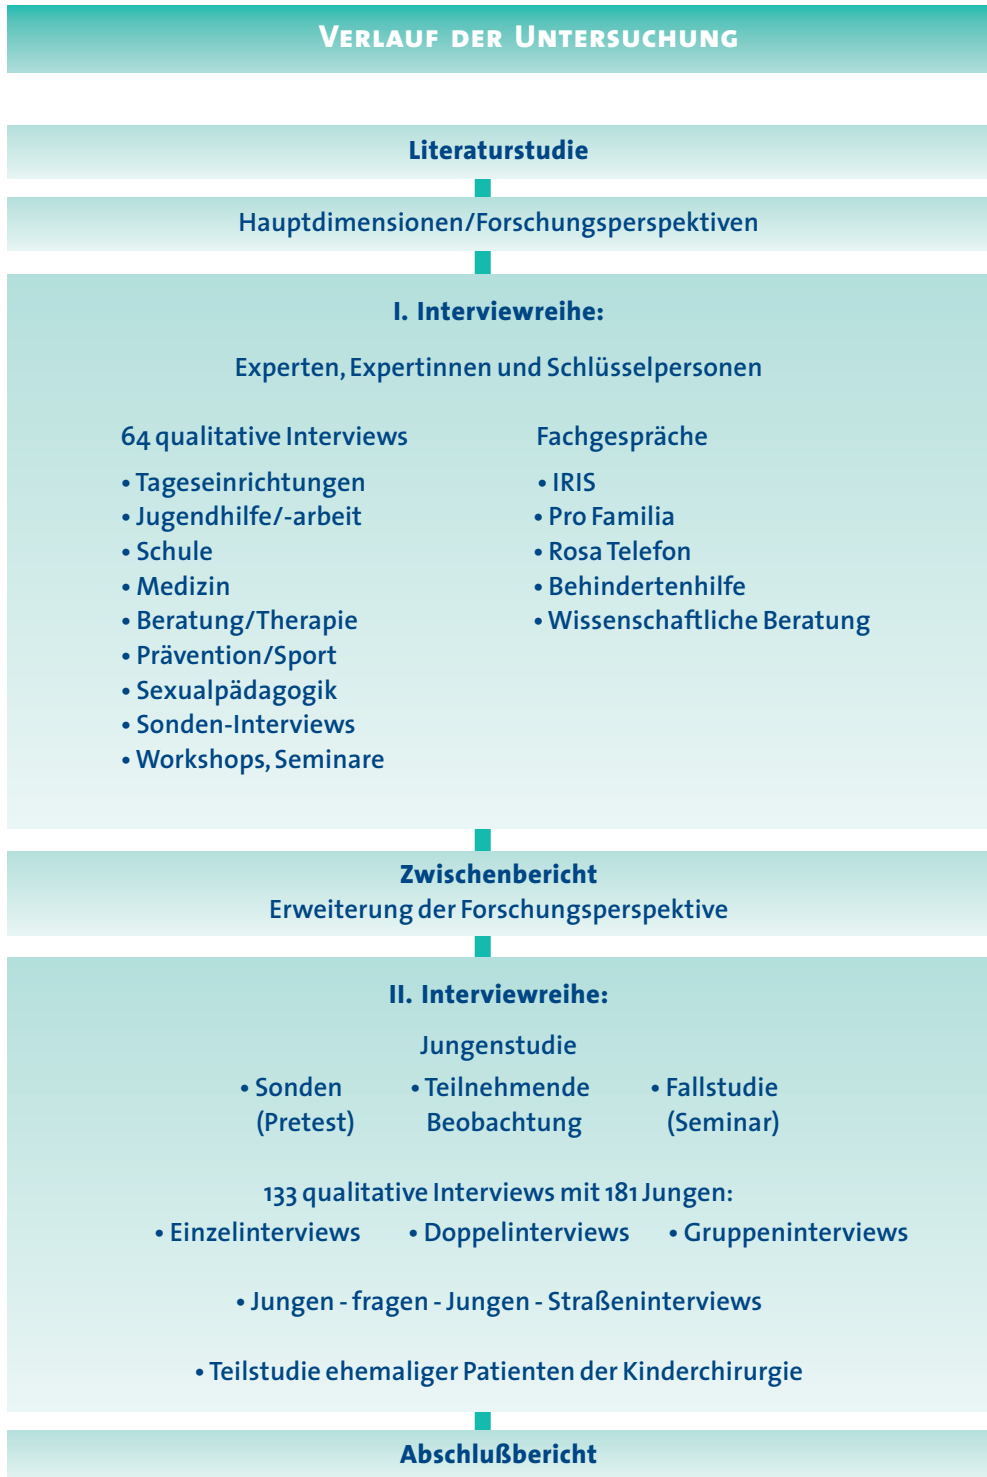 VERLAUF DER UNTERSUCHUNG
Literaturstudie
Hauptdimensionen/Forschungsperspektiven
I. Interviewreihe:
Experten, Expertinnen und Schlüsselpersonen
64 qualitative Interviews
• Tageseinrichtungen
• Jugendhilfe/-arbeit
• Schule
• Medizin
• Beratung/Therapie
• Prävention/Sport
• Sexualpädagogik
• Sonden-Interviews
• Workshops, Seminare
Fachgespräche
• IRIS
• Pro Familia
• Rosa Telefon
• Behindertenhilfe
• Wissenschaftliche Beratung
Zwischenbericht
Erweiterung der Forschungsperspektive
II. Interviewreihe:
Jungenstudie
• Sonden
(Pretest)
• Teilnehmende
Beobachtung
• Fallstudie
(Seminar)
133 qualitative Interviews mit 181 Jungen:
• Einzelinterviews • Doppelinterviews • Gruppeninterviews
• Jungen - fragen - Jungen - Straßeninterviews
• Teilstudie ehemaliger Patienten der Kinderchirurgie
Abschlußbericht